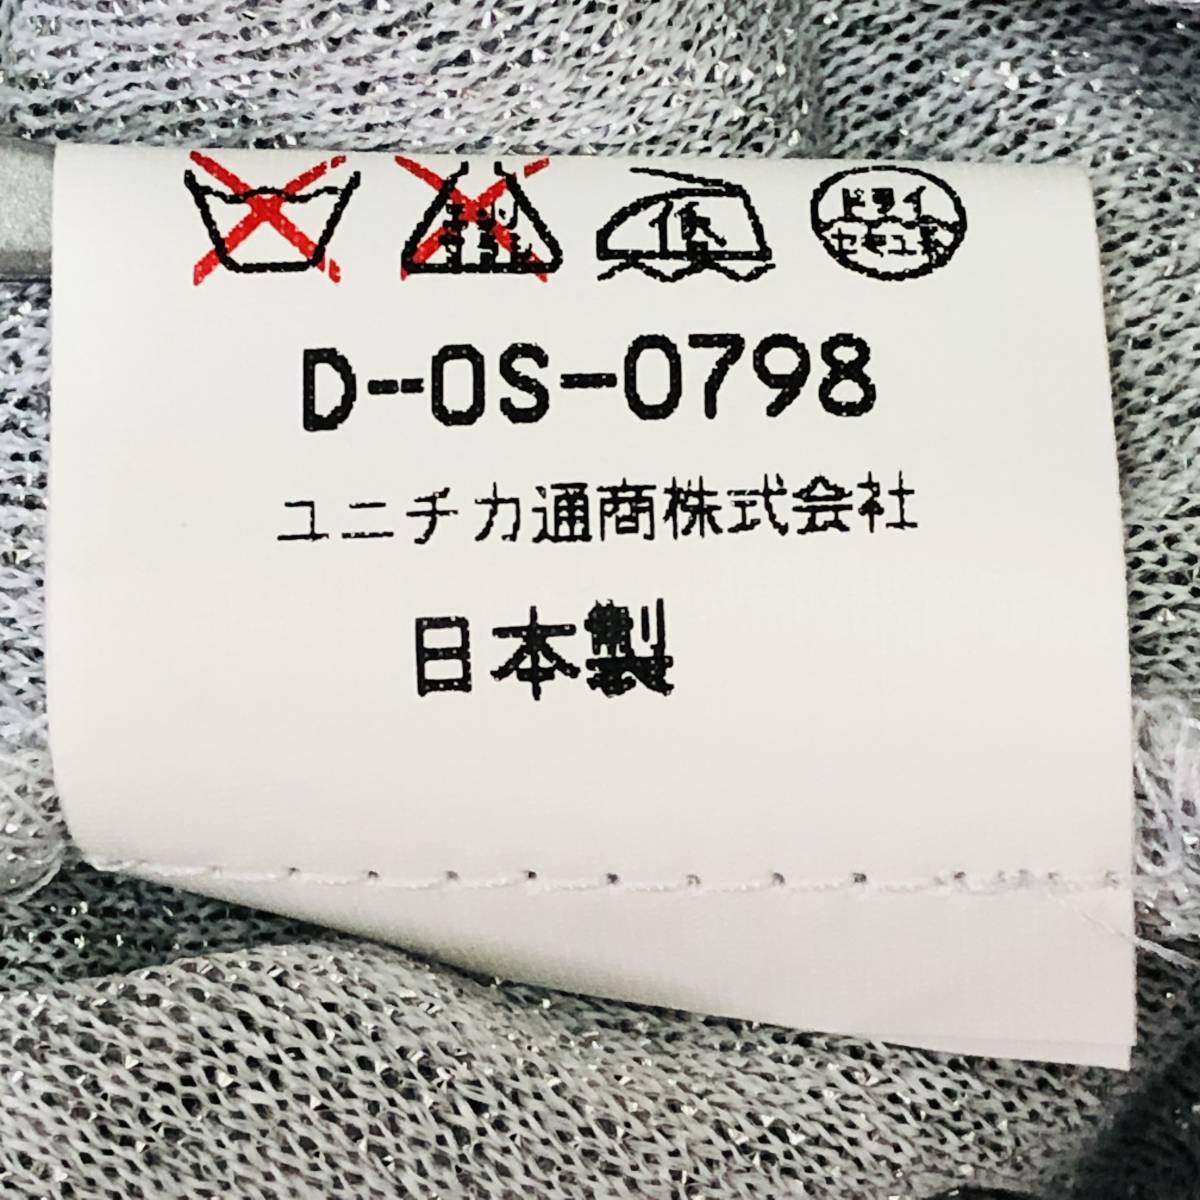 低 ドライ セキユ系
D-OS-0798
ユニチカ通商株式会社
日本製